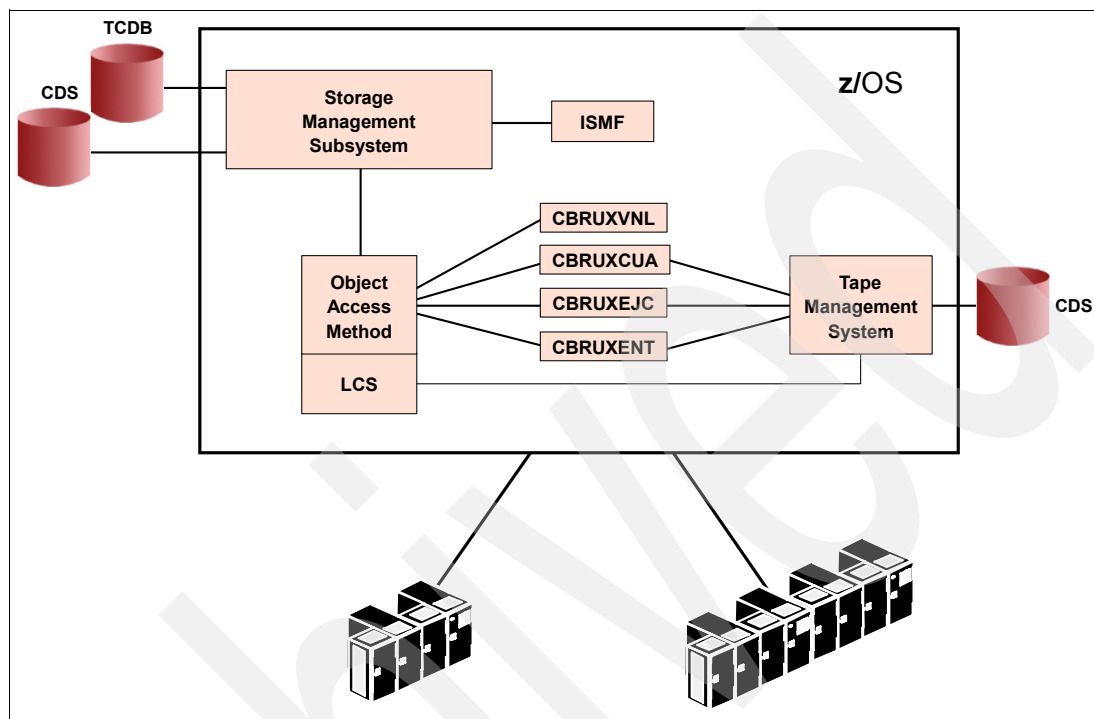 TCDB
CDS
z/OS
Storage
Management
Subsystem
ISMF
CBRUXVNL
CBRUXCUA
CBRUXEJC
CBRUXENT
Object
Access
Method
LCS
Tape
Management
System
CDS
hived